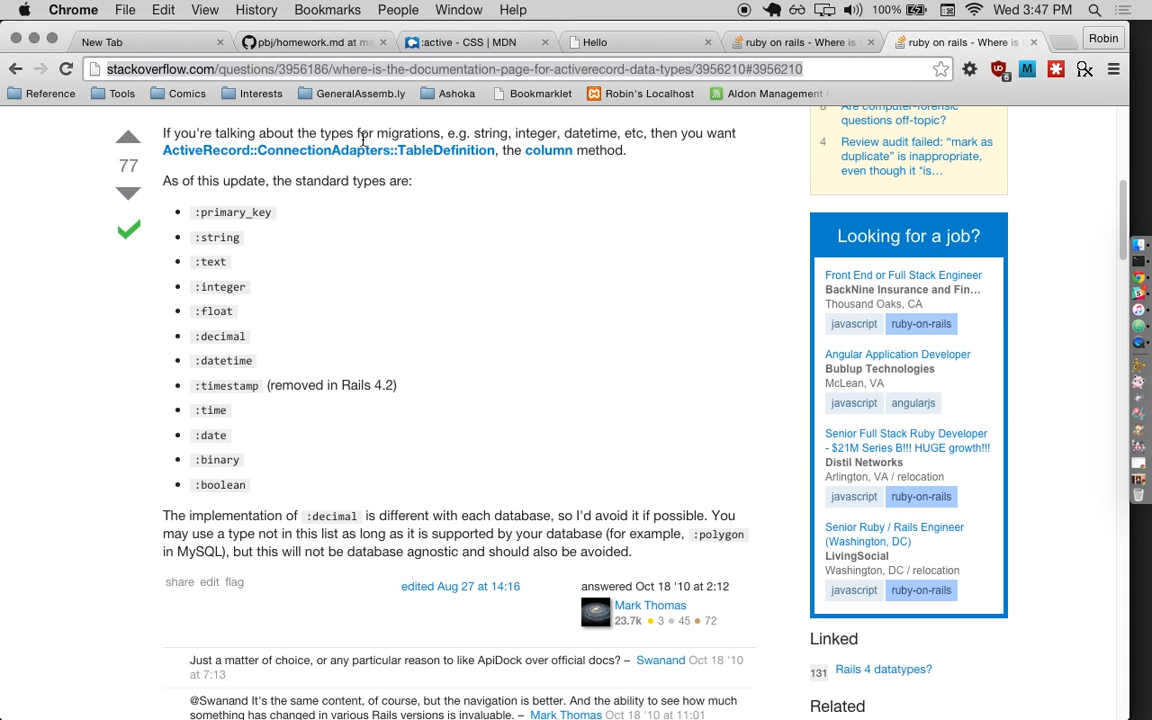 Chrome File Edit View History Bookmarks People Window Help 100% Wed 3:47 PM
New Tab
pbj/homework.md at ma
:active - CSS | MDN
Hello
ruby on rails - Where is
ruby on rails - Where is
Robin
stackoverflow.com/questions/3956186/where-is-the-documentation-page-for-activerecord-data-types/3956210#3956210
Reference Tools Comics Interests GeneralAssemb.ly Ashoka Bookmarklet Robin's Localhost Aldon Management
If you're talking about the types for migrations, e.g. string, integer, datetime, etc, then you want
ActiveRecord::ConnectionAdapters::TableDefinition, the column method.
77
As of this update, the standard types are:
:primary_key
:string
:text
:integer
:float
:decimal
:datetime
:timestamp (removed in Rails 4.2)
:time
:date
:binary
:boolean
The implementation of :decimal is different with each database, so I'd avoid it if possible. You
may use a type not in this list as long as it is supported by your database (for example, :polygon
in MySQL), but this will not be database agnostic and should also be avoided.
share edit flag
edited Aug 27 at 14:16
answered Oct 18 '10 at 2:12
Mark Thomas
23.7k 3 45 72
Just a matter of choice, or any particular reason to like ApiDock over official docs? – Swanand Oct 18 '10
at 7:13
@Swanand It's the same content, of course, but the navigation is better. And the ability to see how much
something has changed in various Rails versions is invaluable. – Mark Thomas Oct 18 '10 at 11:01
Are computer-forensic
questions off-topic?
4 Review audit failed: “mark as
duplicate” is inappropriate,
even though it *is…
Looking for a job?
Front End or Full Stack Engineer
BackNine Insurance and Fin…
Thousand Oaks, CA
javascript ruby-on-rails
Angular Application Developer
Bublup Technologies
McLean, VA
javascript angularjs
Senior Full Stack Ruby Developer
- $21M Series B!!! HUGE growth!!!
Distil Networks
Arlington, VA / relocation
javascript ruby-on-rails
Senior Ruby / Rails Engineer
(Washington, DC)
LivingSocial
Washington, DC / relocation
javascript ruby-on-rails
Linked
131 Rails 4 datatypes?
Related